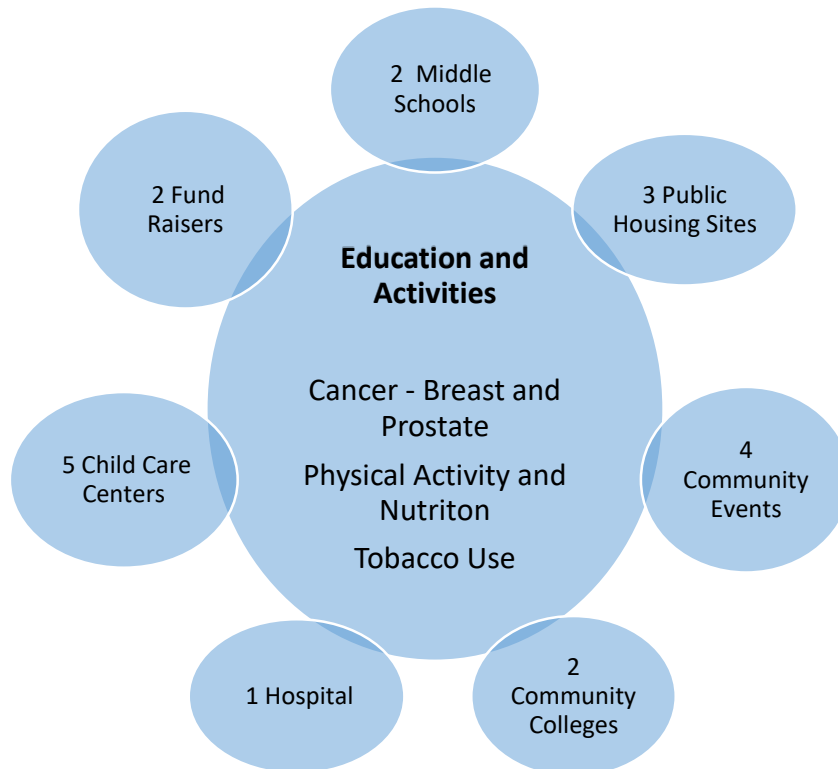 2  Middle
Schools
2 Fund
Raisers
3 Public
Housing Sites
Education and
Activities
Cancer - Breast and
Prostate
Physical Activity and
Nutriton
Tobacco Use
5 Child Care
Centers
4
Community
Events
1 Hospital
2
Community
Colleges